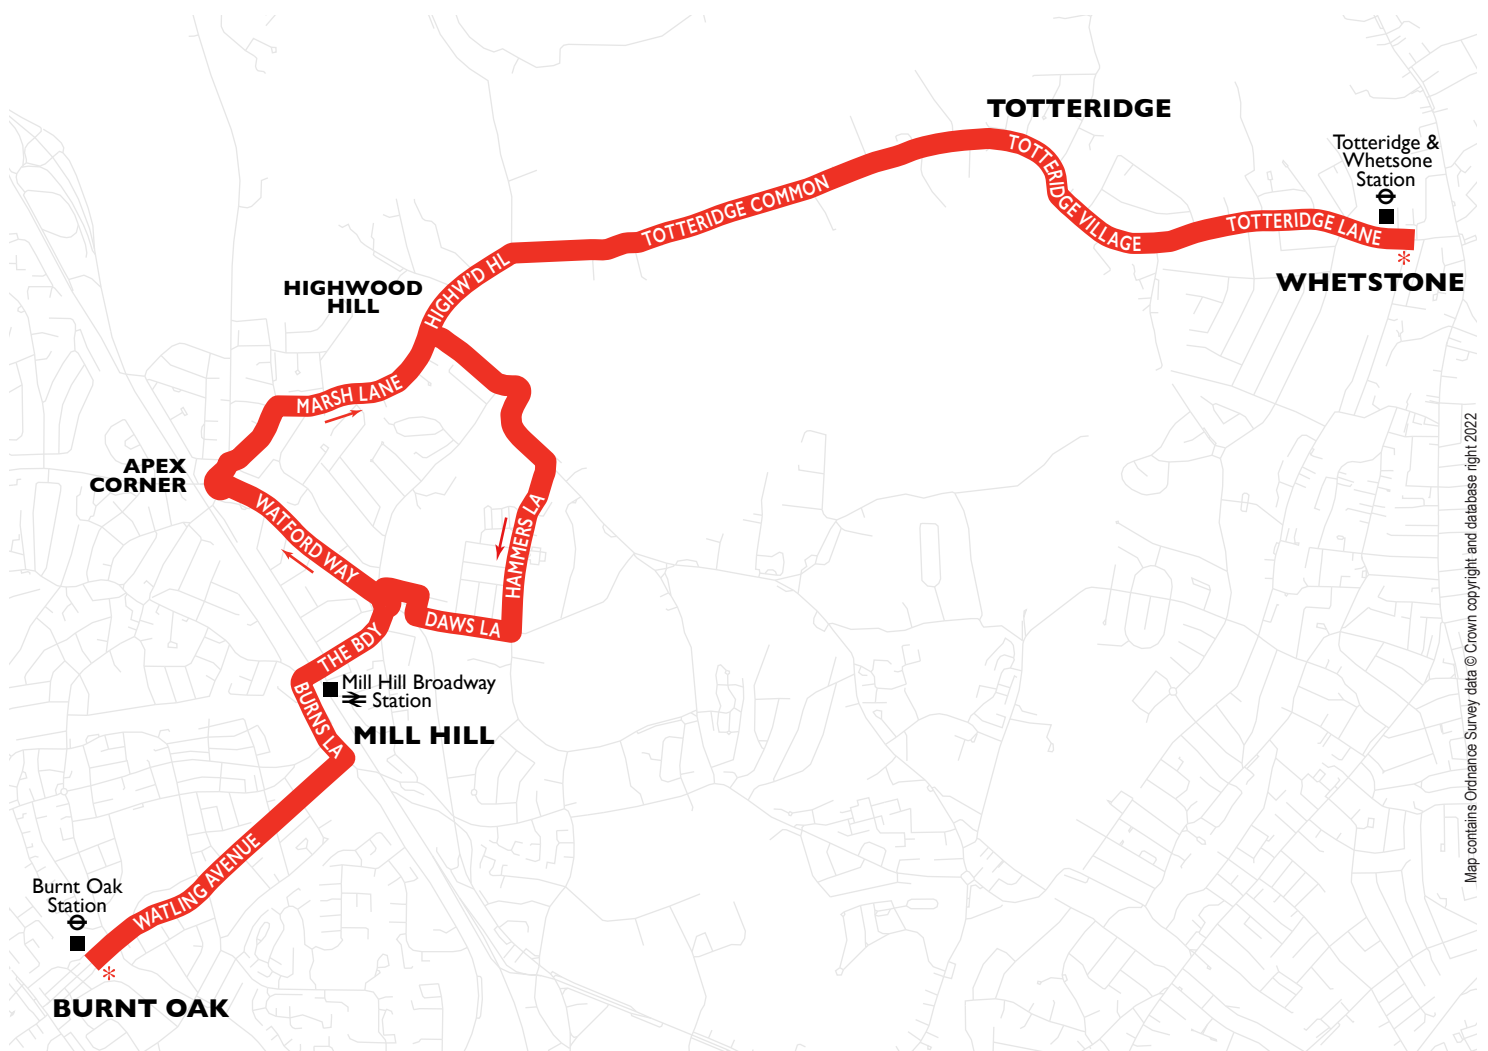 TOTTERIDGE
Totteridge &
Whetsone
Station
TOTTERIDGE VILLAGE
TOTTERIDGE COMMON
TOTTERIDGE LANE
*
WHETSTONE
HIGHW'D HL
HIGHWOOD
HILL
MARSH LANE
APEX
CORNER
WATFORD WAY
HAMMERS LA
DAWS LA
THE BDY
Mill Hill Broadway
Station
BURNS LA
MILL HILL
WATLING AVENUE
Burnt Oak
Station
*
BURNT OAK
Map contains Ordnance Survey data © Crown copyright and database right 2022